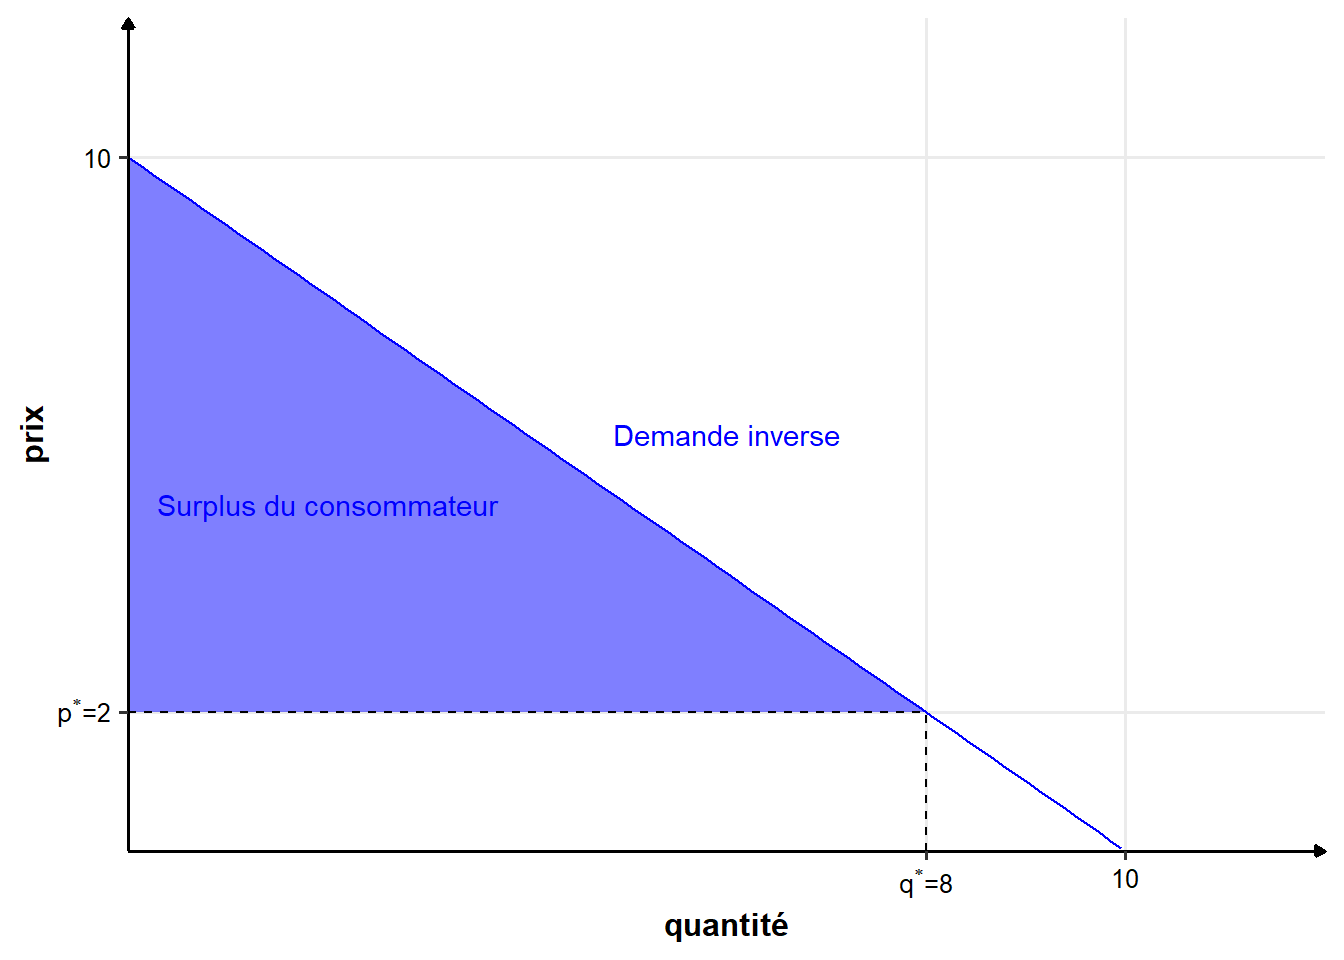 10
prix
Demande inverse
Surplus du consommateur
p*=2
q*=8
10
quantité